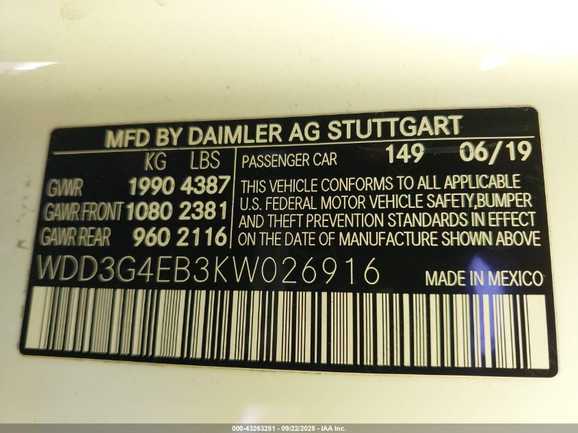 MFD BY DAIMLER AG STUTTGART
KG LBS PASSENGER CAR 149 06/19
GVWR 1990 4387 THIS VEHICLE CONFORMS TO ALL APPLICABLE
GAWR FRONT 1080 2381 U.S. FEDERAL MOTOR VEHICLE SAFETY,BUMPER
AND THEFT PREVENTION STANDARDS IN EFFECT
GAWR REAR 960 2116 ON THE DATE OF MANUFACTURE SHOWN ABOVE
WDD3G4EB3KW026916 MADE IN MEXICO
000-43263251 - 09/22/2025 - IAA Inc.